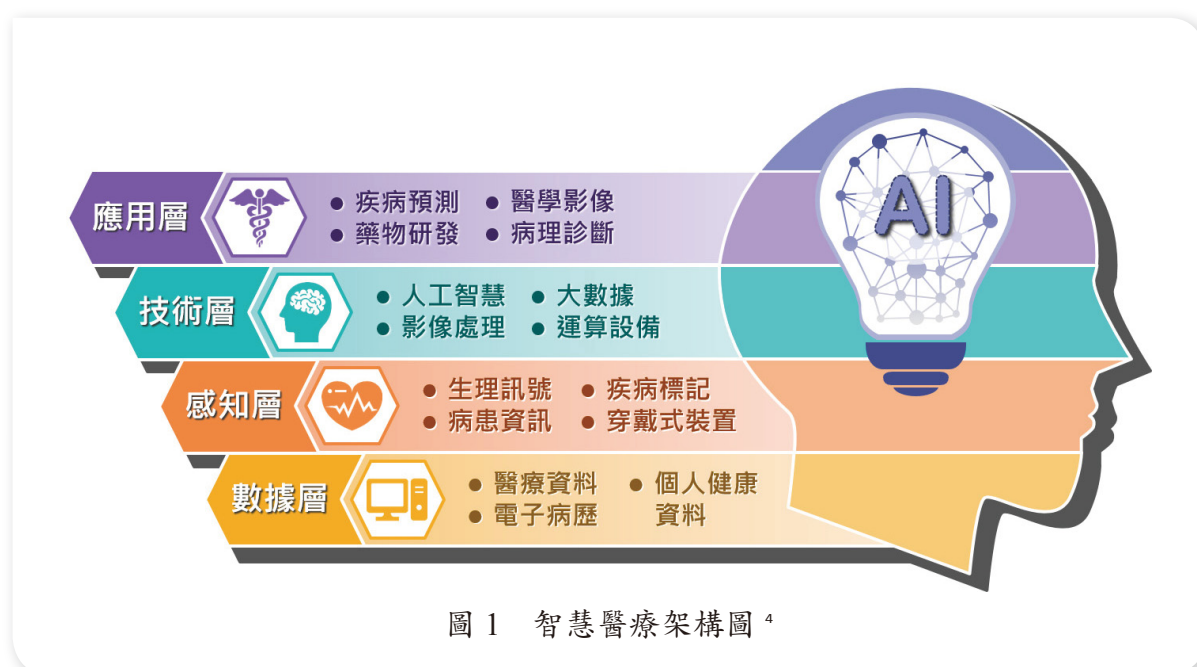 AI
應用層
● 疾病預測 ● 醫學影像
● 藥物研發 ● 病理診斷
技術層
● 人工智慧 ● 大數據
● 影像處理 ● 運算設備
感知層
● 生理訊號 ● 疾病標記
● 病患資訊 ● 穿戴式裝置
數據層
● 醫療資料 ● 個人健康
● 電子病歷 資料
圖 1 智慧醫療架構圖 4